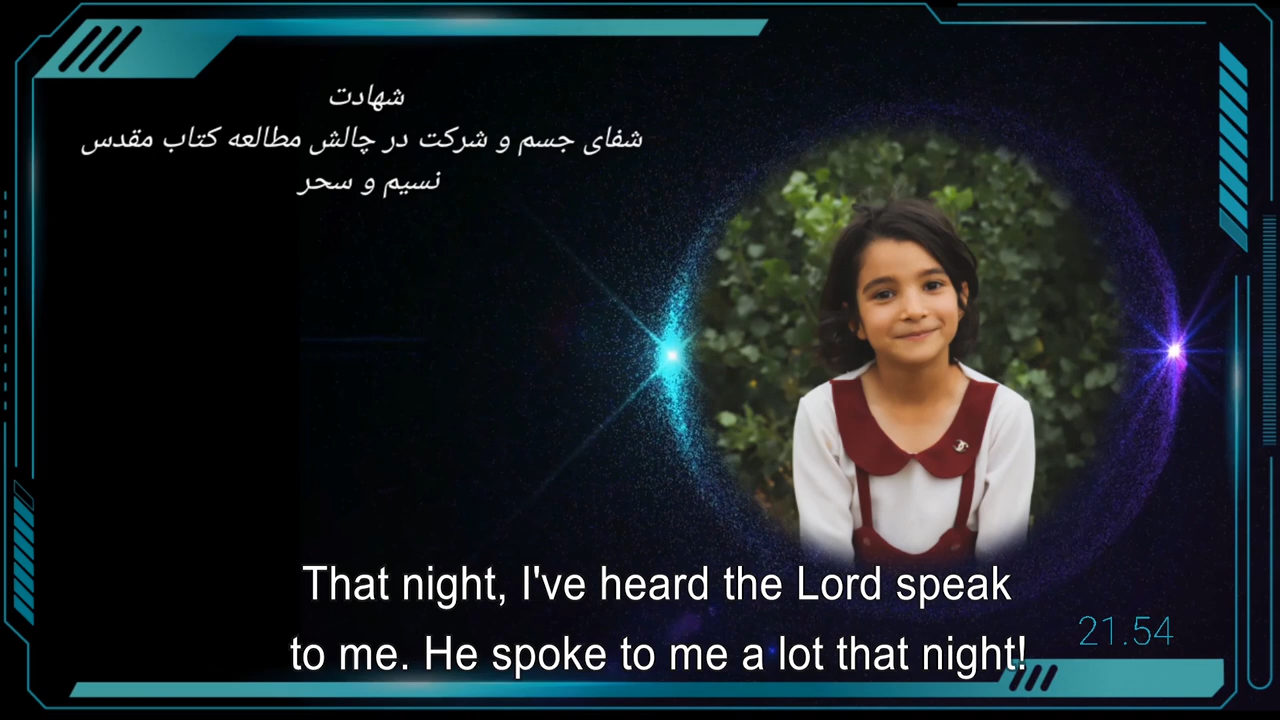 شهادت
شفای جسم و شرکت در چالش مطالعه کتاب مقدس
نسیم و سحر
That night, I've heard the Lord speak
to me. He spoke to me a lot that night!
21.54